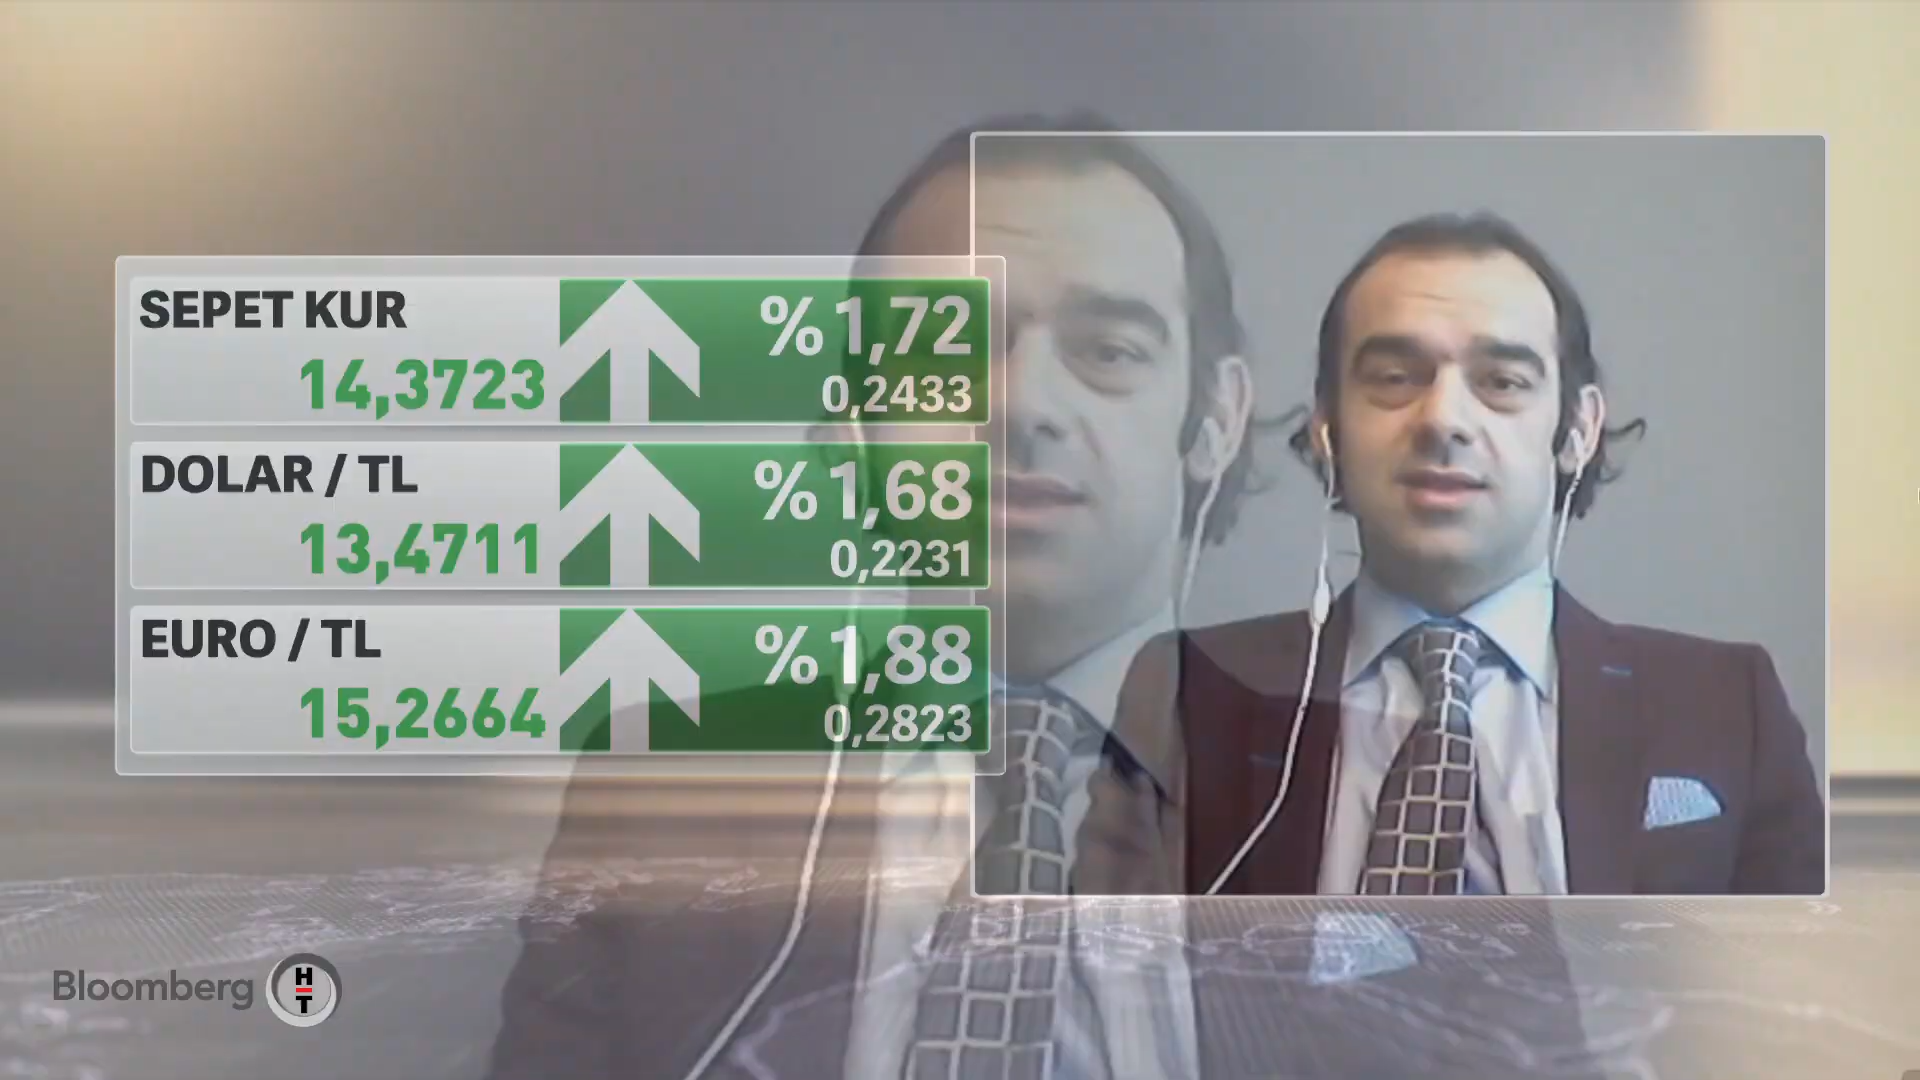 SEPET KUR
14,3723
%1,72
0,2433
DOLAR / TL
13,4711
%1,68
0,2231
EURO / TL
15,2664
%1,88
0,2823
Bloomberg HT